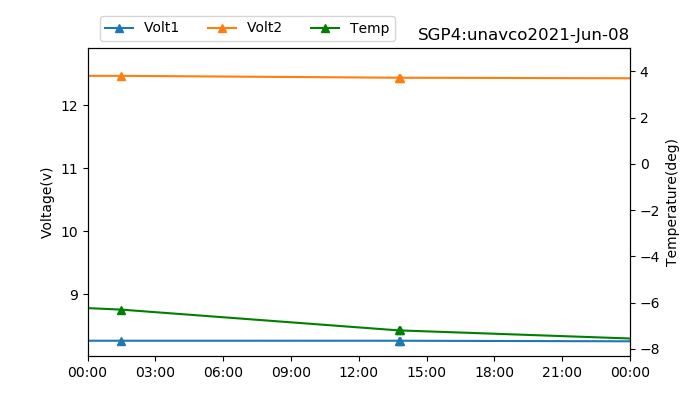 Volt1 Volt2 Temp
SGP4:unavco2021-Jun-08
12
11
10
9
Voltage(v)
4
2
0
−2
−4
−6
−8
Temperature(deg)
00:00 03:00 06:00 09:00 12:00 15:00 18:00 21:00 00:00